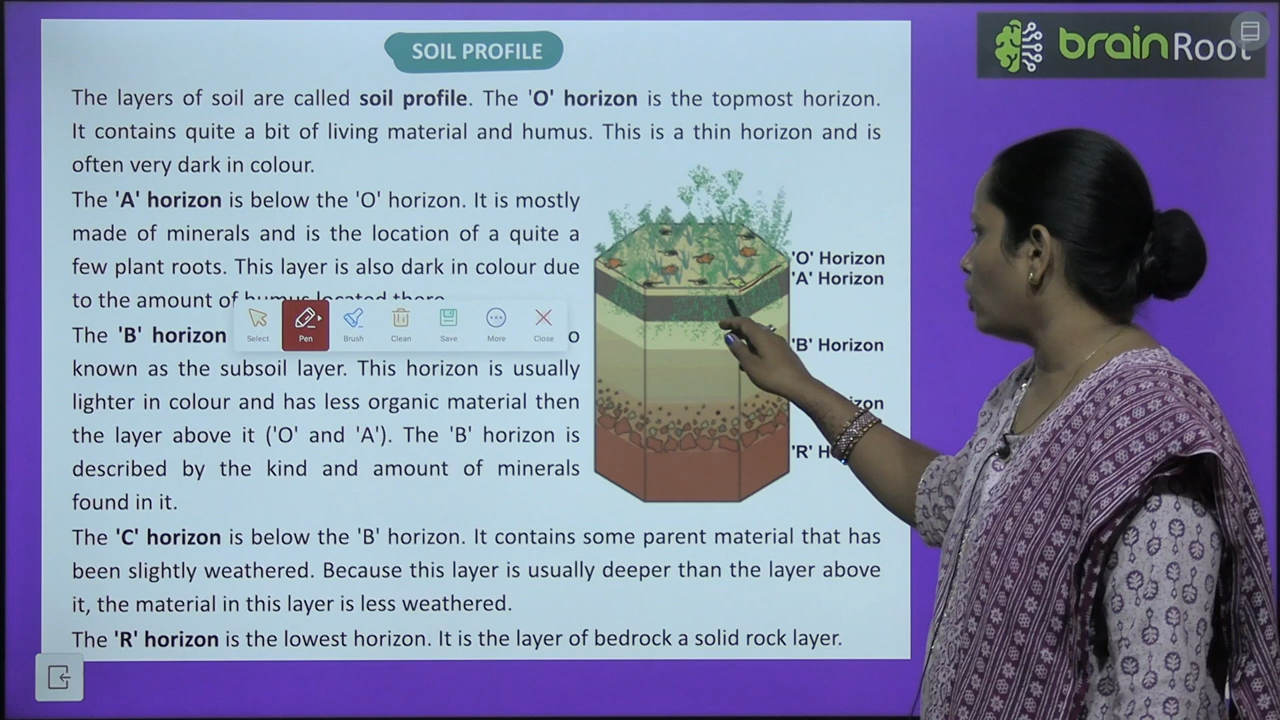 SOIL PROFILE
brainRoot
The layers of soil are called soil profile. The 'O' horizon is the topmost horizon.
It contains quite a bit of living material and humus. This is a thin horizon and is
often very dark in colour.
The 'A' horizon is below the 'O' horizon. It is mostly
made of minerals and is the location of a quite a
few plant roots. This layer is also dark in colour due
to the amount of humus located there
The 'B' horizon
known as the subsoil layer. This horizon is usually
lighter in colour and has less organic material then
the layer above it ('O' and 'A'). The 'B' horizon is
described by the kind and amount of minerals
found in it.
Select Pen Brush Clean Save More Close
'O' Horizon
'A' Horizon
'B' Horizon
'R'
The 'C' horizon is below the 'B' horizon. It contains some parent material that has
been slightly weathered. Because this layer is usually deeper than the layer above
it, the material in this layer is less weathered.
The 'R' horizon is the lowest horizon. It is the layer of bedrock a solid rock layer.